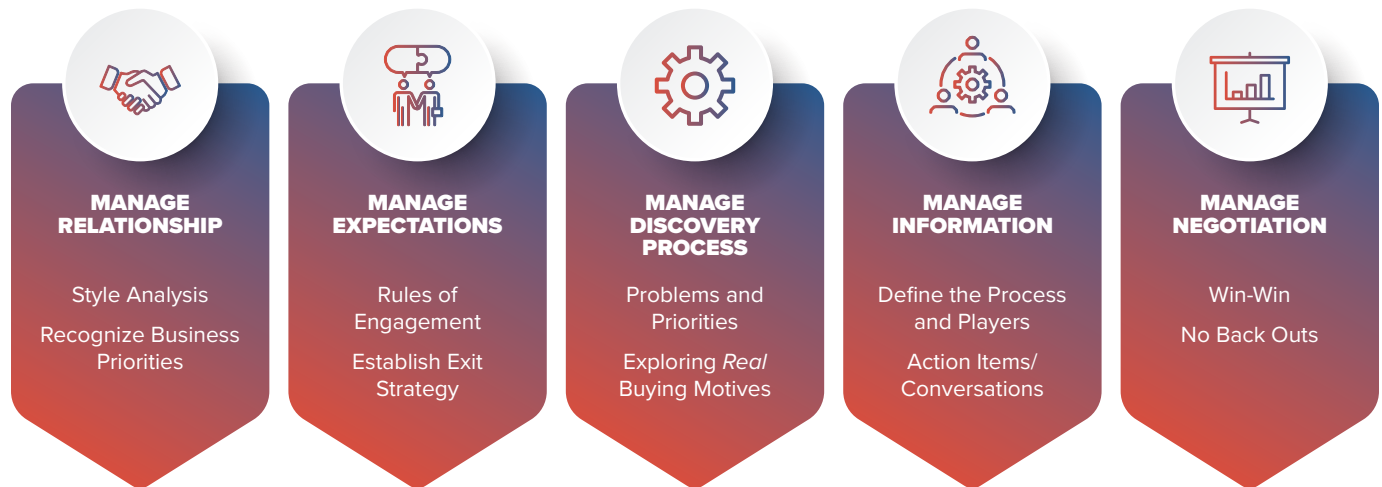 MANAGE
RELATIONSHIP
Style Analysis
Recognize Business
Priorities
MANAGE
EXPECTATIONS
Rules of
Engagement
Establish Exit
Strategy
MANAGE
DISCOVERY
PROCESS
Problems and
Priorities
Exploring Real
Buying Motives
MANAGE
INFORMATION
Define the Process
and Players
Action Items/
Conversations
MANAGE
NEGOTIATION
Win-Win
No Back Outs